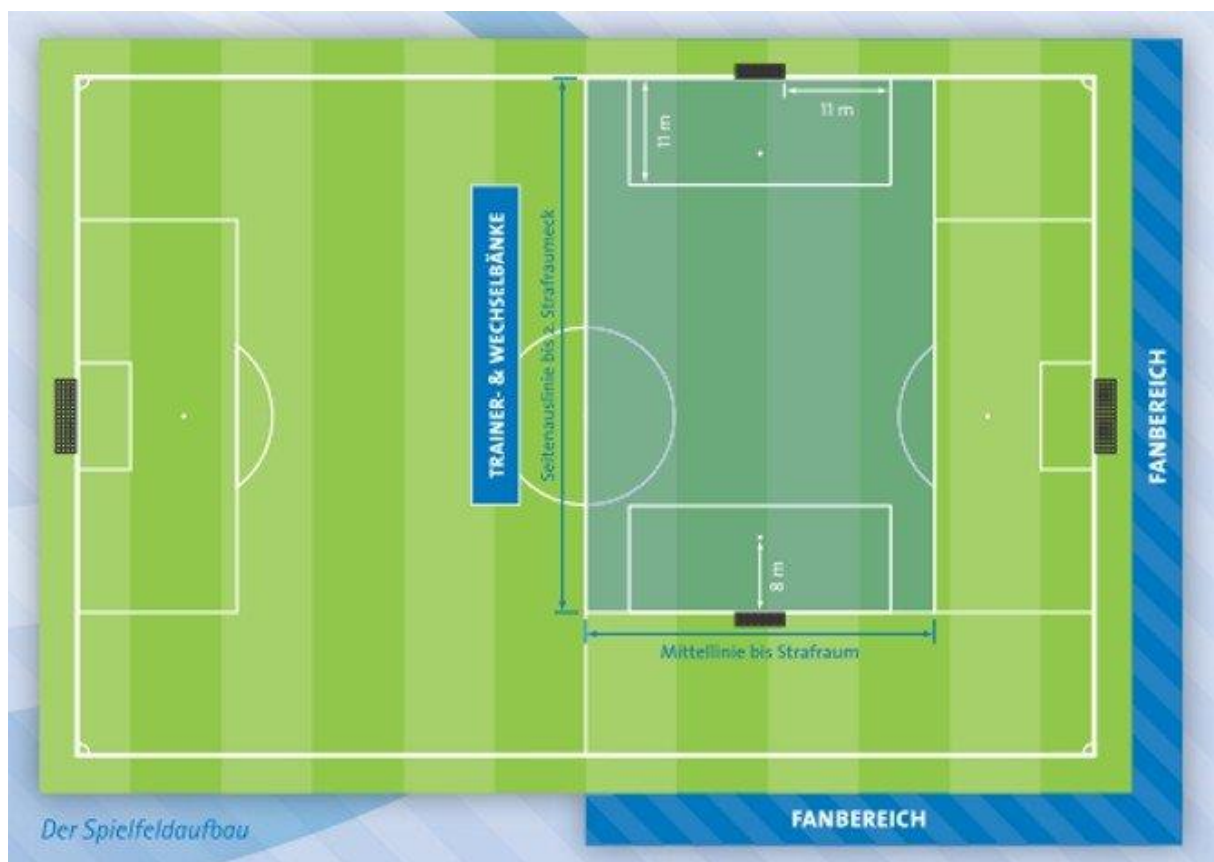 11 m
11 m
TRAINER- & WECHSELBÄNKE
Seitenauslinie bis 2. Strafraumeck
8 m
Mittellinie bis Strafraum
FANBEREICH
FANBEREICH
Der Spielfeldaufbau